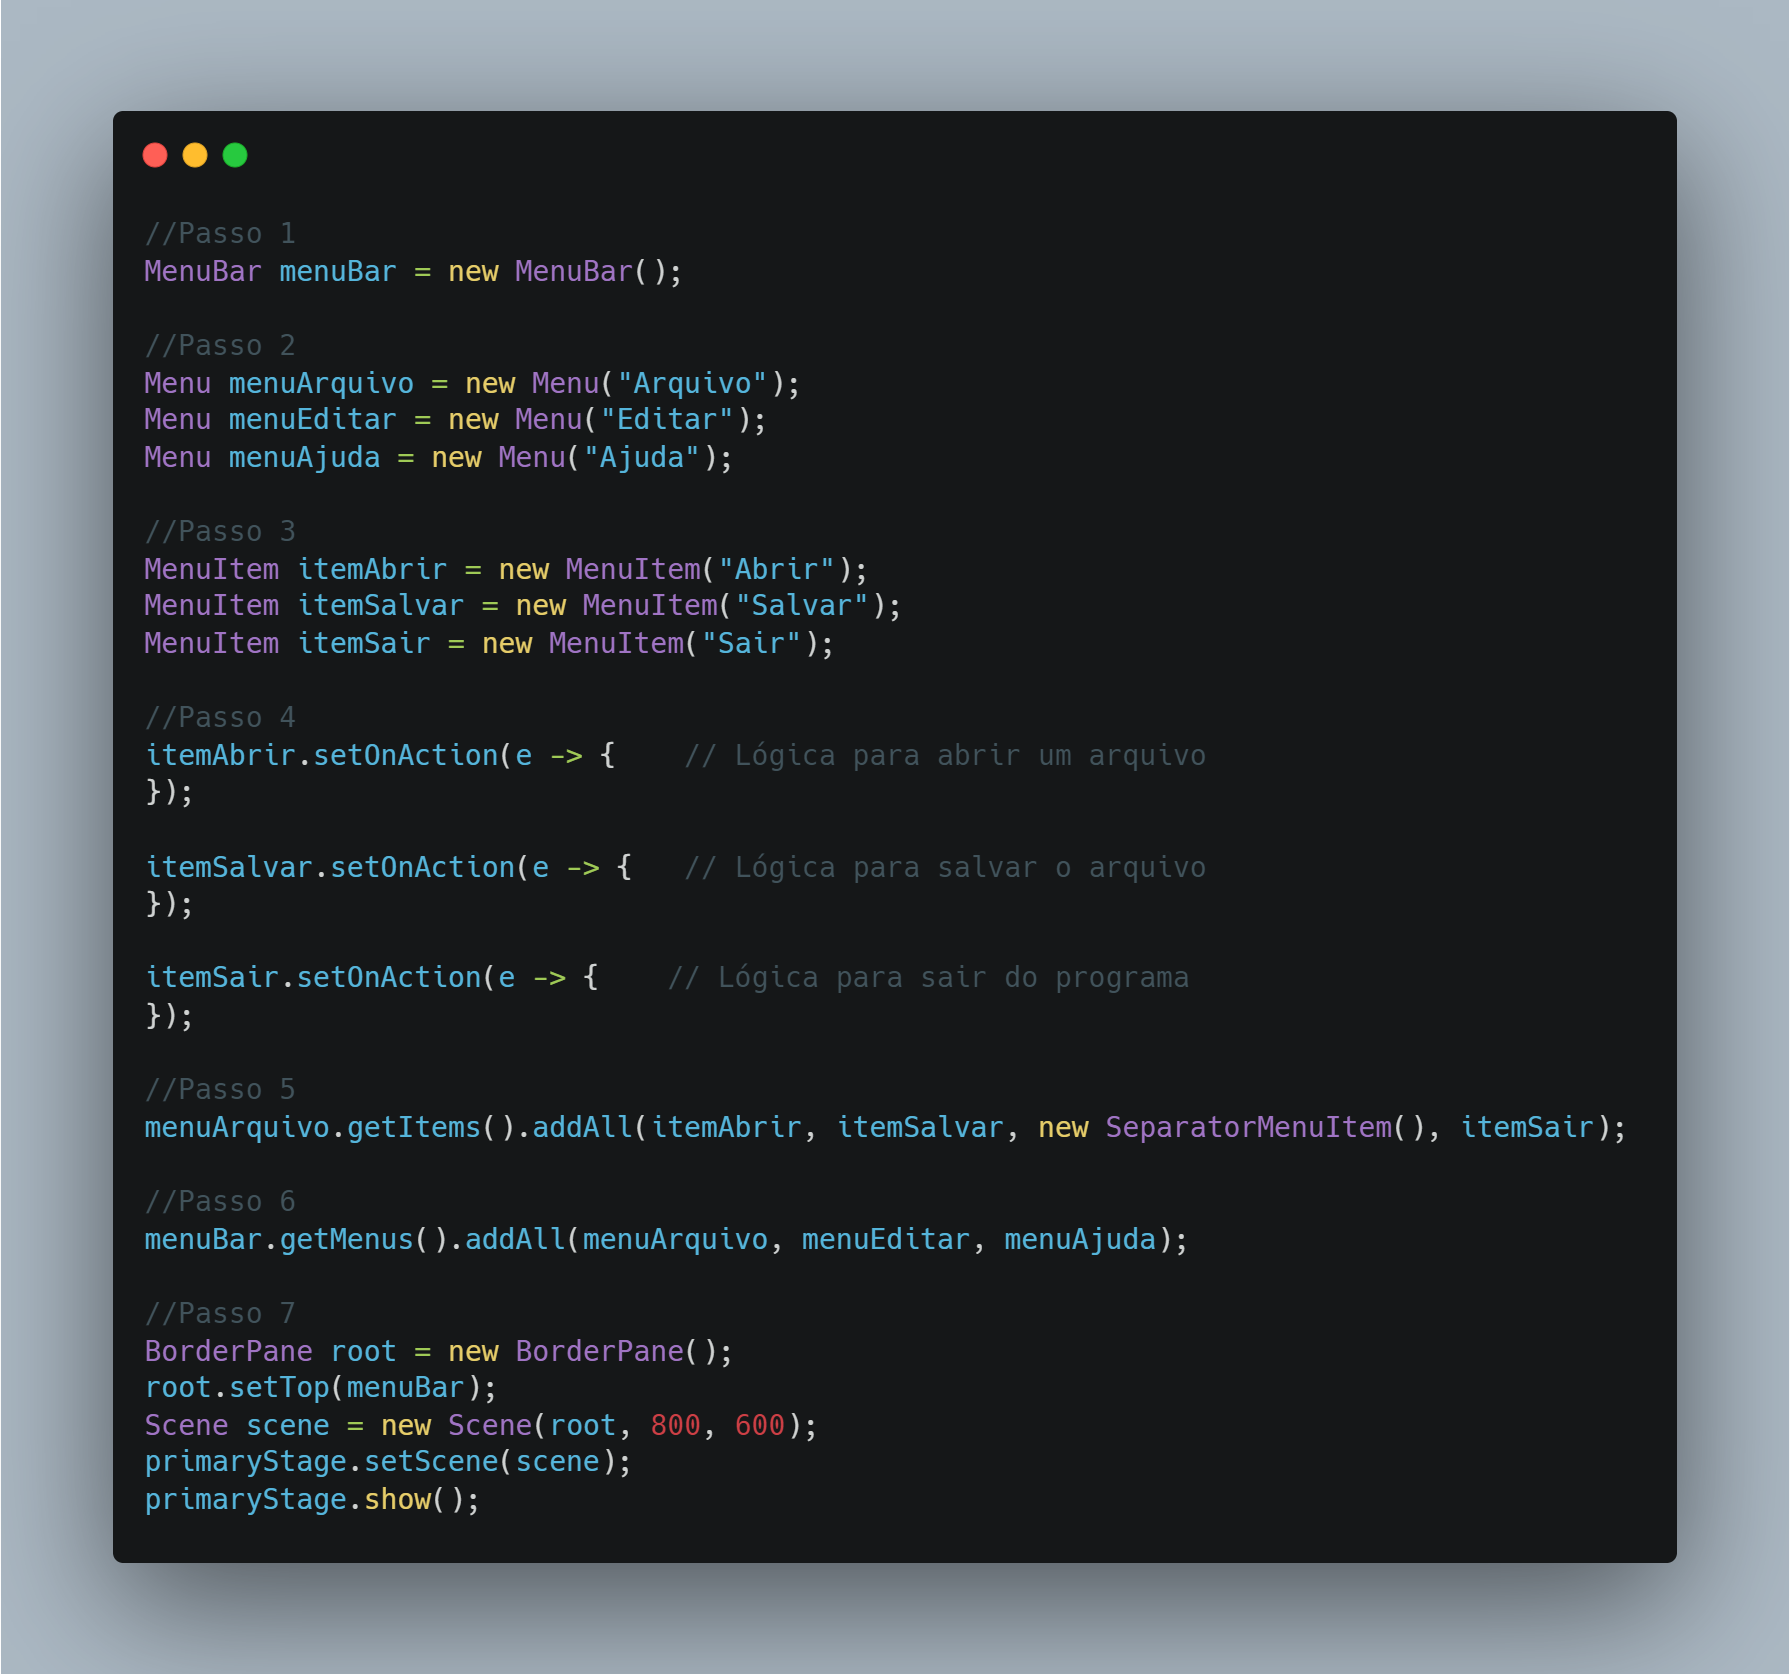 //Passo 1
MenuBar menuBar = new MenuBar();
//Passo 2
Menu menuArquivo = new Menu("Arquivo");
Menu menuEditar = new Menu("Editar");
Menu menuAjuda = new Menu("Ajuda");
//Passo 3
MenuItem itemAbrir = new MenuItem("Abrir");
MenuItem itemSalvar = new MenuItem("Salvar");
MenuItem itemSair = new MenuItem("Sair");
//Passo 4
itemAbrir.setOnAction(e -> {    // Lógica para abrir um arquivo
});
itemSalvar.setOnAction(e -> {   // Lógica para salvar o arquivo
});
itemSair.setOnAction(e -> {    // Lógica para sair do programa
});
//Passo 5
menuArquivo.getItems().addAll(itemAbrir, itemSalvar, new SeparatorMenuItem(), itemSair);
//Passo 6
menuBar.getMenus().addAll(menuArquivo, menuEditar, menuAjuda);
//Passo 7
BorderPane root = new BorderPane();
root.setTop(menuBar);
Scene scene = new Scene(root, 800, 600);
primaryStage.setScene(scene);
primaryStage.show();